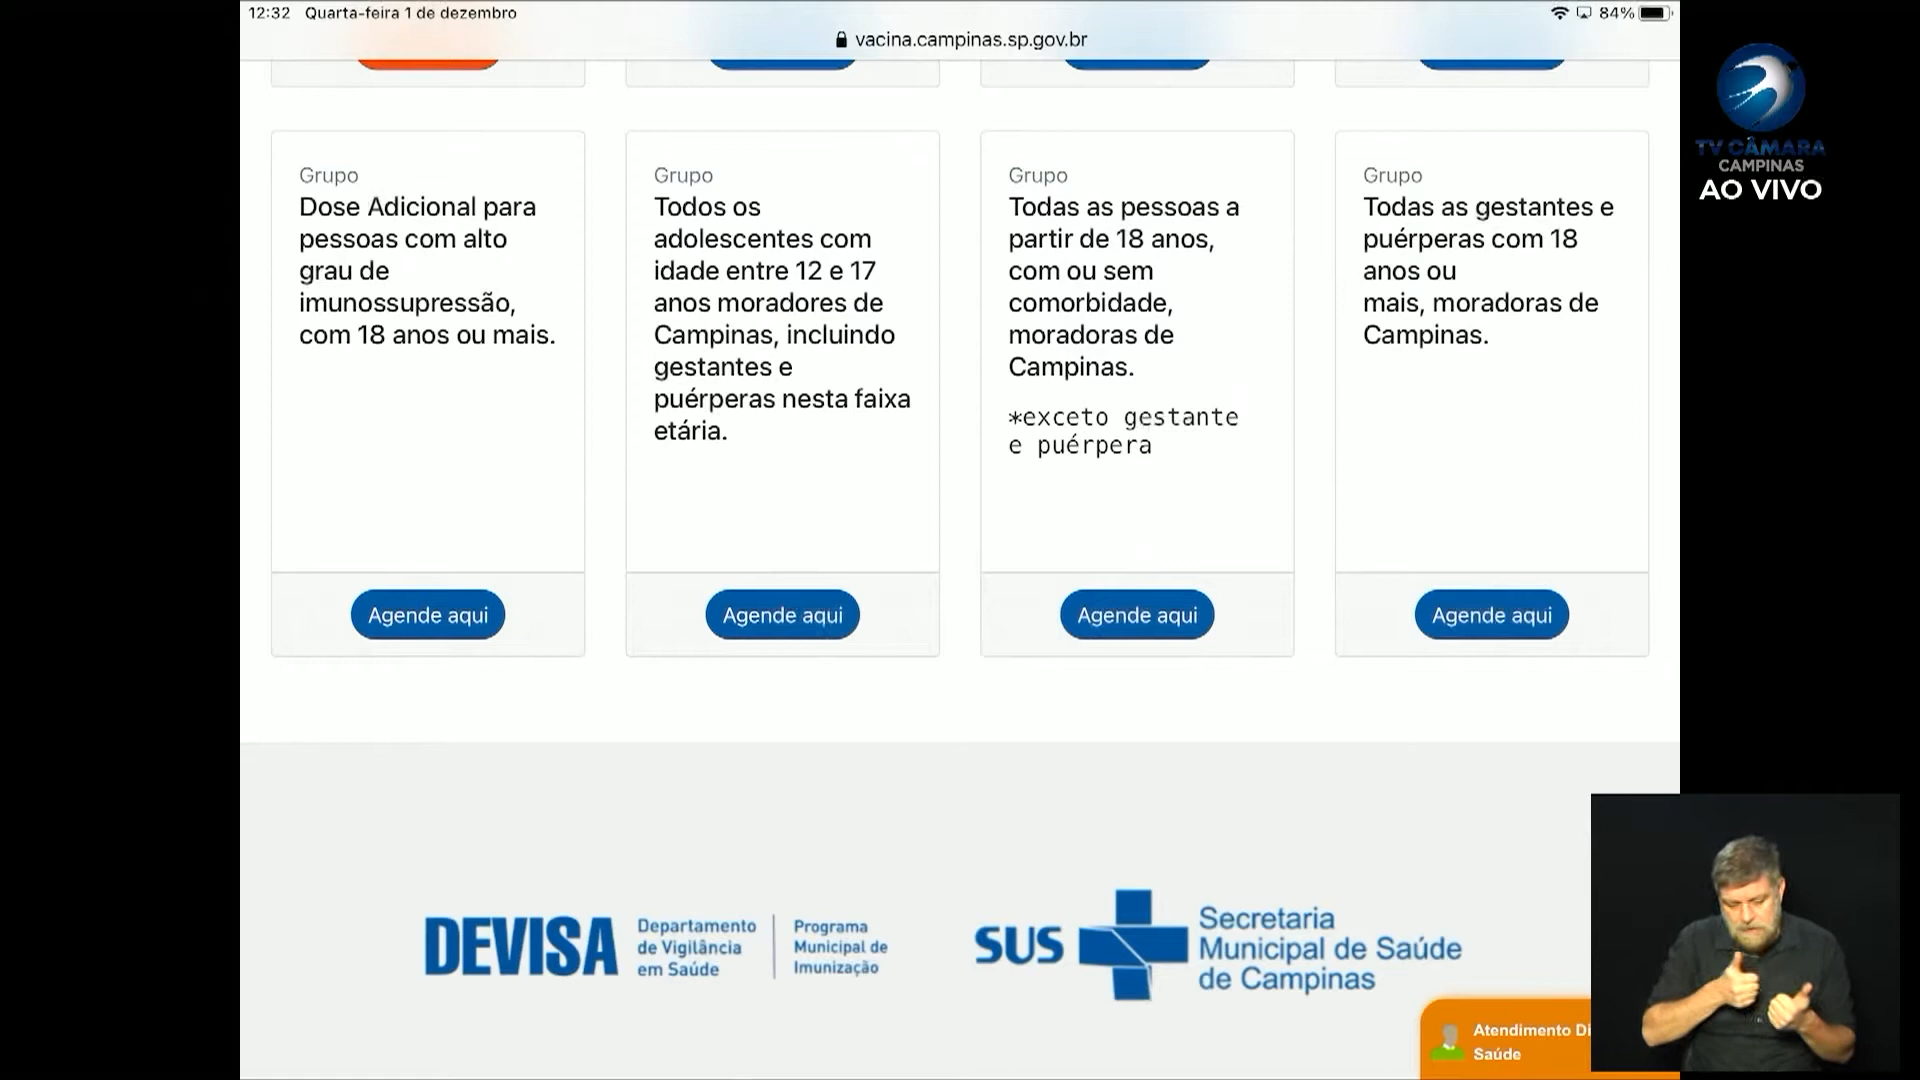 12:32 Quarta-feira 1 de dezembro
84%
vacina.campinas.sp.gov.br
TV CÂMARA
CAMPINAS
AO VIVO
Grupo
Dose Adicional para
pessoas com alto
grau de
imunossupressão,
com 18 anos ou mais.
Agende aqui
Grupo
Todos os
adolescentes com
idade entre 12 e 17
anos moradores de
Campinas, incluindo
gestantes e
puérperas nesta faixa
etária.
Agende aqui
Grupo
Todas as pessoas a
partir de 18 anos,
com ou sem
comorbidade,
moradoras de
Campinas.
*exceto gestante
e puérpera
Agende aqui
Grupo
Todas as gestantes e
puérperas com 18
anos ou
mais, moradoras de
Campinas.
Agende aqui
DEVISA
Departamento
de Vigilância
em Saúde
Programa
Municipal de
Imunização
SUS
Secretaria
Municipal de Saúde
de Campinas
Atendimento Di
Saúde